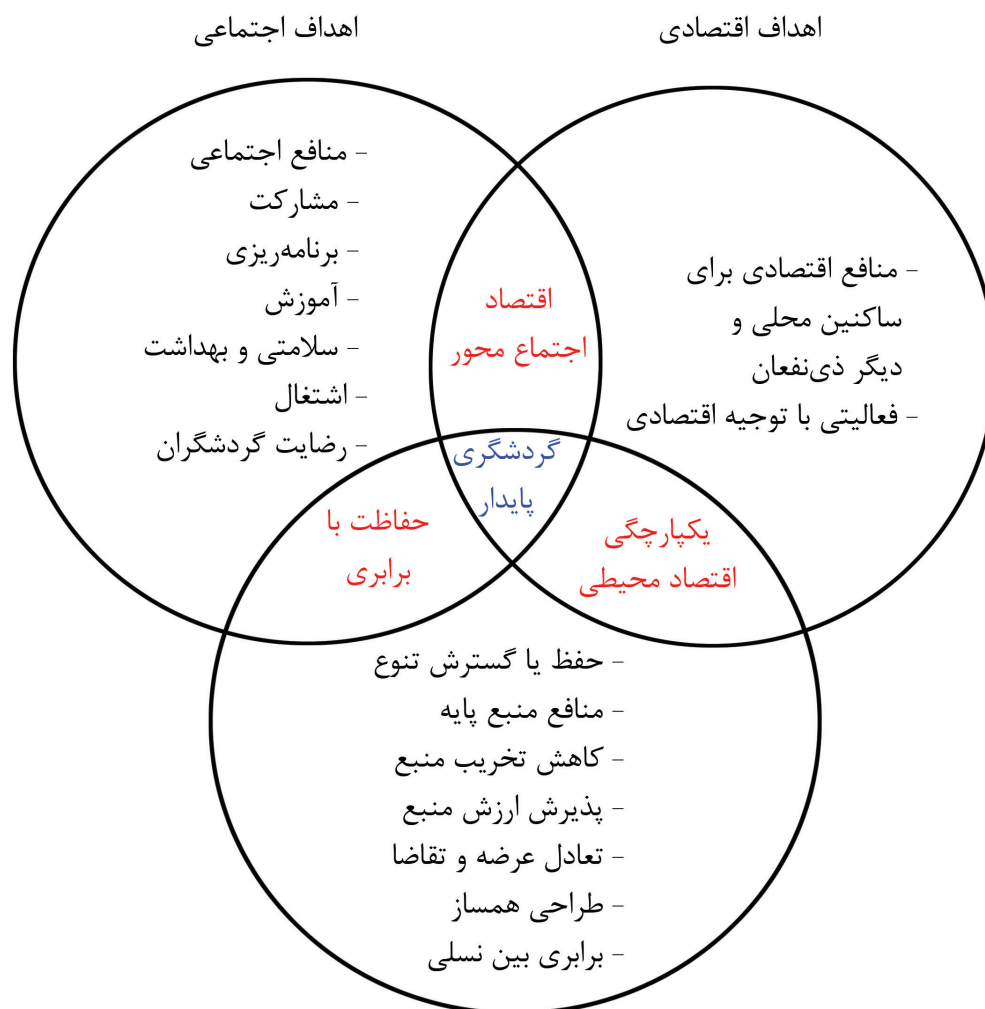 اهداف اقتصادی
اهداف اجتماعی
- منافع اجتماعی
- مشارکت
- برنامه‌ریزی
- آموزش
- سلامتی و بهداشت
- اشتغال
- رضایت گردشگران
- منافع اقتصادی برای
ساکنین محلی و
دیگر ذی‌نفعان
- فعالیتی با توجیه اقتصادی
اقتصاد
اجتماع محور
گردشگری
پایدار
یکپارچگی
اقتصاد محیطی
حفاظت با
برابری
- حفظ یا گسترش تنوع
- منافع منبع پایه
- کاهش تخریب منبع
- پذیرش ارزش منبع
- تعادل عرضه و تقاضا
- طراحی همساز
- برابری بین نسلی